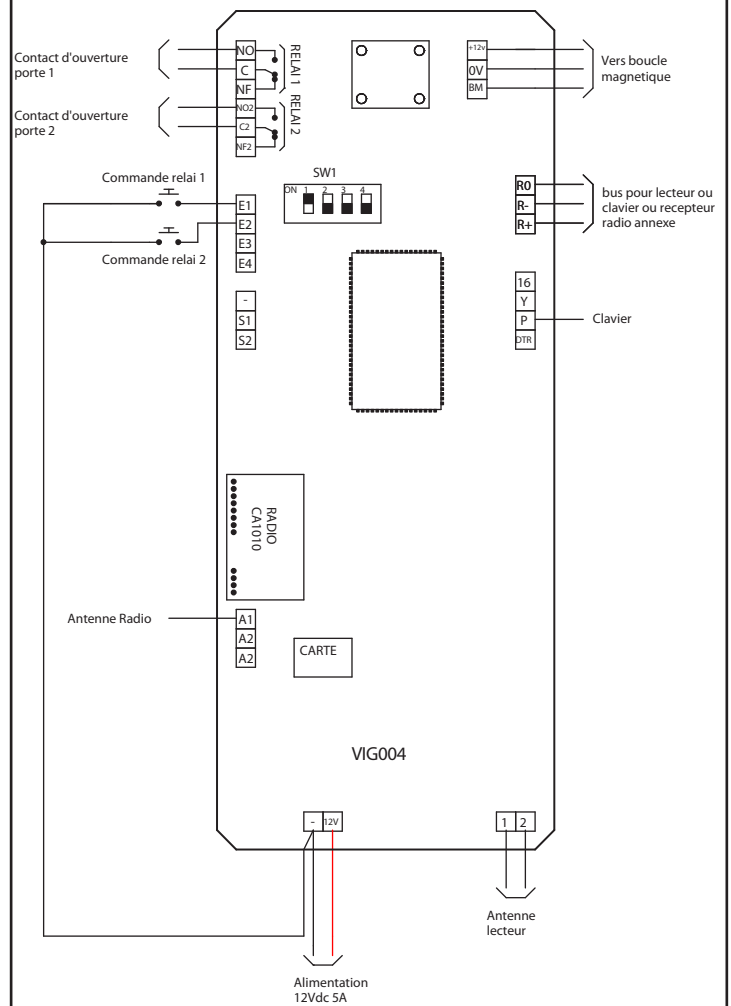 Contact d'ouverture
porte 1
NO
C
NF
RELAI 1
Contact d'ouverture
porte 2
NO2
C2
NF2
RELAI 2
+12v
0V
BM
Vers boucle
magnetique
SW1
ON 1 2 3 4
Commande relai 1
E1
E2
E3
E4
Commande relai 2
R0
R-
R+
bus pour lecteur ou
clavier ou recepteur
radio annexe
-
S1
S2
16
Y
P
DTR
Clavier
RADIO
CA1010
Antenne Radio
A1
A2
A2
CARTE
VIG004
- 12V
1 2
Antenne
lecteur
Alimentation
12Vdc 5A